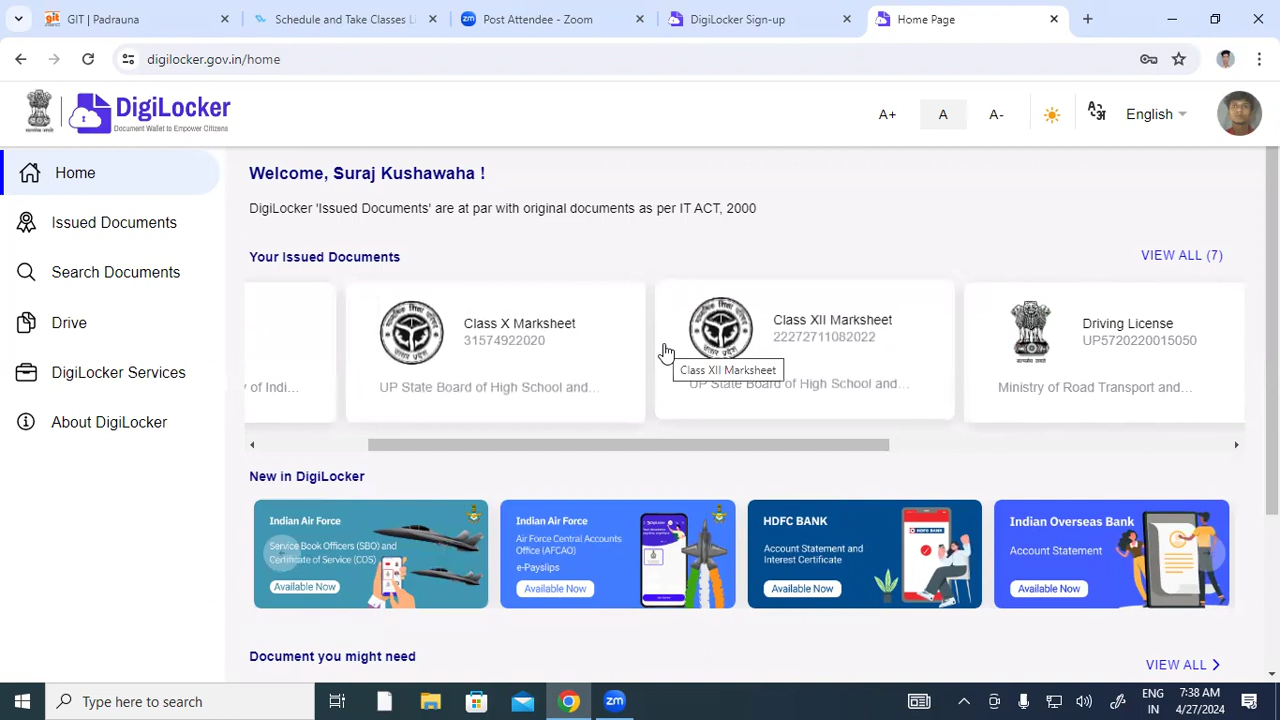 GIT | Padrauna
Schedule and Take Classes Li
Post Attendee - Zoom
DigiLocker Sign-up
Home Page
digilocker.gov.in/home
DigiLocker
Document Wallet to Empower Citizens
A+
A
A-
English
Home
Issued Documents
Search Documents
Drive
DigiLocker Services
About DigiLocker
Welcome, Suraj Kushawaha !
DigiLocker 'Issued Documents' are at par with original documents as per IT ACT, 2000
Your Issued Documents
VIEW ALL (7)
y of Indi...
Class X Marksheet
31574922020
UP State Board of High School and...
Class XII Marksheet
22272711082022
UP State Board of High School and...
Class XII Marksheet
Driving License
UP5720220015050
Ministry of Road Transport and...
New in DigiLocker
Indian Air Force
Service Book Officers (SBO) and
Certificate of Service (COS)
Available Now
Indian Air Force
Air Force Central Accounts
Office (AFCAO)
e-Payslips
Available Now
HDFC BANK
Account Statement and
Interest Certificate
Available Now
Indian Overseas Bank
Account Statement
Available Now
Document you might need
VIEW ALL
Type here to search
zm
ENG
IN
7:38 AM
4/27/2024